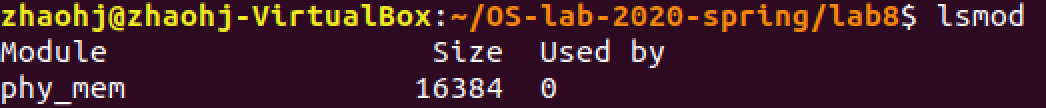 zhaohj@zhaohj-VirtualBox:~/OS-lab-2020-spring/lab8$ lsmod
Module                  Size  Used by
phy_mem                16384  0